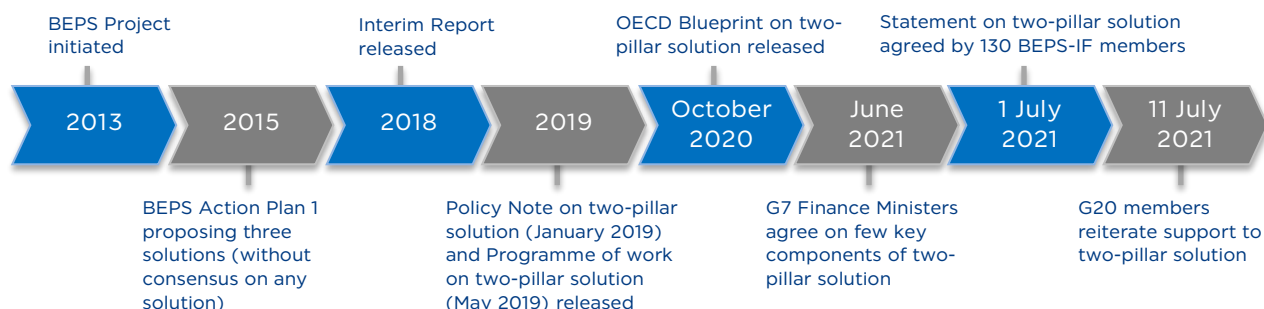 BEPS Project
initiated
Interim Report
released
OECD Blueprint on two-
pillar solution released
Statement on two-pillar solution
agreed by 130 BEPS-IF members
2013
2015
2018
2019
October
2020
June
2021
1 July
2021
11 July
2021
BEPS Action Plan 1
proposing three
solutions (without
consensus on any
solution)
Policy Note on two-pillar
solution (January 2019)
and Programme of work
on two-pillar solution
(May 2019) released
G7 Finance Ministers
agree on few key
components of two-
pillar solution
G20 members
reiterate support to
two-pillar solution